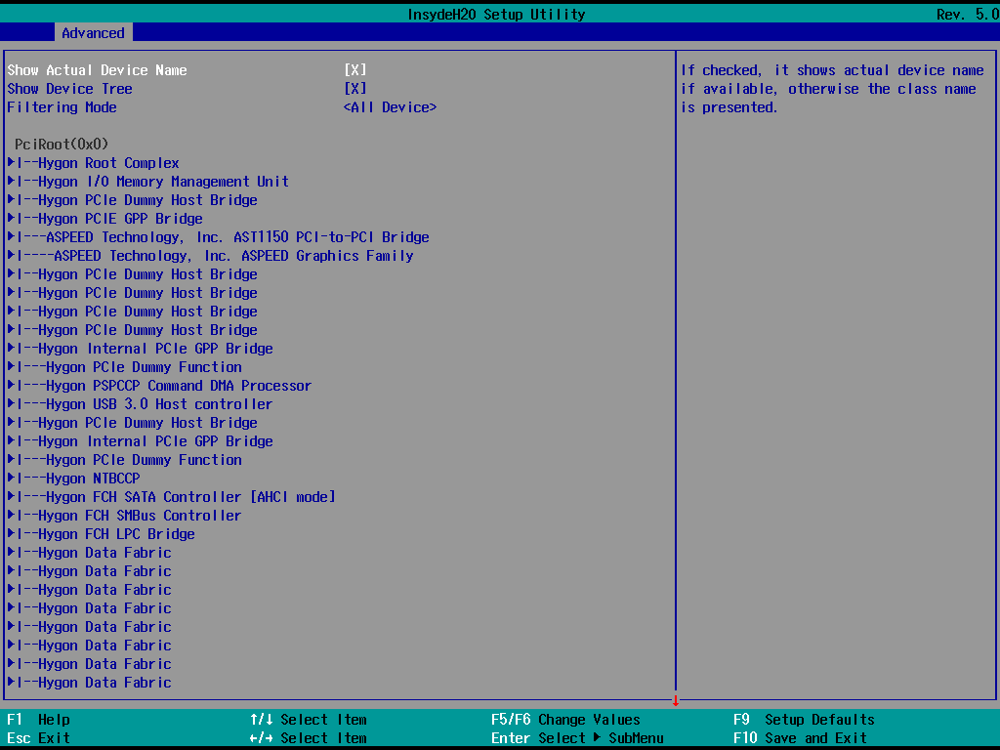 InsydeH20 Setup Utility Rev. 5.0
Advanced
Show Actual Device Name [X]
Show Device Tree [X]
Filtering Mode <All Device>
If checked, it shows actual device name
if available, otherwise the class name
is presented.
PciRoot(0x0)
|--Hygon Root Complex
|--Hygon I/O Memory Management Unit
|--Hygon PCIe Dummy Host Bridge
|--Hygon PCIE GPP Bridge
|---ASPEED Technology, Inc. AST1150 PCI-to-PCI Bridge
|----ASPEED Technology, Inc. ASPEED Graphics Family
|--Hygon PCIe Dummy Host Bridge
|--Hygon PCIe Dummy Host Bridge
|--Hygon PCIe Dummy Host Bridge
|--Hygon PCIe Dummy Host Bridge
|--Hygon Internal PCIe GPP Bridge
|---Hygon PCIe Dummy Function
|---Hygon PSPCCP Command DMA Processor
|---Hygon USB 3.0 Host controller
|--Hygon PCIe Dummy Host Bridge
|--Hygon Internal PCIe GPP Bridge
|---Hygon PCIe Dummy Function
|---Hygon NTBCCP
|---Hygon FCH SATA Controller [AHCI mode]
|--Hygon FCH SMBus Controller
|--Hygon FCH LPC Bridge
|--Hygon Data Fabric
|--Hygon Data Fabric
|--Hygon Data Fabric
|--Hygon Data Fabric
|--Hygon Data Fabric
|--Hygon Data Fabric
|--Hygon Data Fabric
|--Hygon Data Fabric
F1 Help ↑/↓ Select Item F5/F6 Change Values F9 Setup Defaults
Esc Exit ←/→ Select Item Enter Select ▶ SubMenu F10 Save and Exit